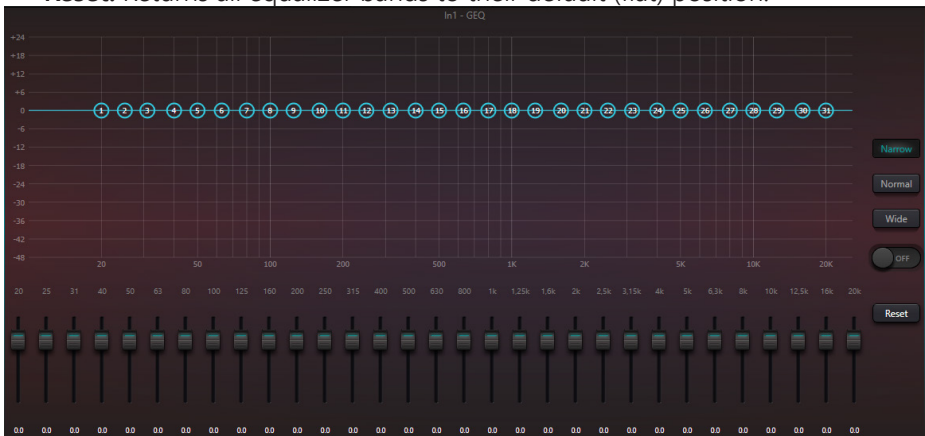 Reset: Returns all equalizer bands to their default (flat) position.
In1 - GEQ
+24
+18
+12
+6
0
-6
-12
-18
-24
-30
-36
-42
-48
1 2 3 4 5 6 7 8 9 10 11 12 13 14 15 16 17 18 19 20 21 22 23 24 25 26 27 28 29 30 31
20 50 100 200 500 1K 2K 5K 10K 20K
Narrow
Normal
Wide
OFF
20 25 31 40 50 63 80 100 125 160 200 250 315 400 500 630 800 1k 1,25k 1,6k 2k 2,5k 3,15k 4k 5k 6,3k 8k 10k 12,5k 16k 20k
Reset
0.0 0.0 0.0 0.0 0.0 0.0 0.0 0.0 0.0 0.0 0.0 0.0 0.0 0.0 0.0 0.0 0.0 0.0 0.0 0.0 0.0 0.0 0.0 0.0 0.0 0.0 0.0 0.0 0.0 0.0 0.0